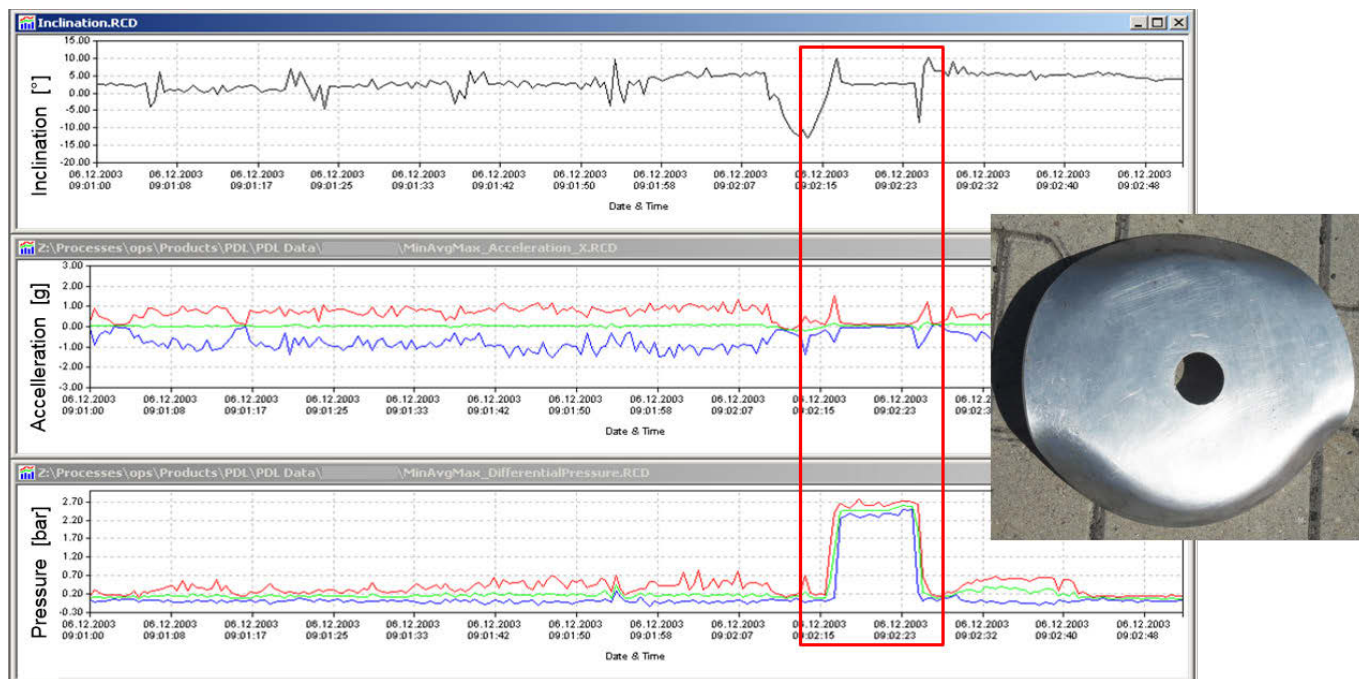 Inclination.RCD
Inclination [°]
15.00
10.00
5.00
0.00
-5.00
-10.00
-15.00
-20.00
06.12.2003 06.12.2003 06.12.2003 06.12.2003 06.12.2003 06.12.2003 06.12.2003 06.12.2003 06.12.2003 06.12.2003 06.12.2003 06.12.2003 06.12.2003 06.12.2003
09:01:00 09:01:08 09:01:17 09:01:25 09:01:33 09:01:42 09:01:50 09:01:58 09:02:07 09:02:15 09:02:23 09:02:32 09:02:40 09:02:48
Date & Time
Z:\Processes\ops\Products\PDL\PDL Data\ \MinAvgMax_Acceleration_X.RCD
Accelleration [g]
3.00
2.00
1.00
0.00
-1.00
-2.00
-3.00
06.12.2003 06.12.2003 06.12.2003 06.12.2003 06.12.2003 06.12.2003 06.12.2003 06.12.2003 06.12.2003 06.12.2003 06.12.2003 06.12.200
09:01:00 09:01:08 09:01:17 09:01:25 09:01:33 09:01:42 09:01:50 09:01:58 09:02:07 09:02:15 09:02:23 09:02:3
Date & Time
Z:\Processes\ops\Products\PDL\PDL Data\ \MinAvgMax_DifferentialPressure.RCD
Pressure [bar]
2.70
2.20
1.70
1.20
0.70
0.20
-0.30
06.12.2003 06.12.2003 06.12.2003 06.12.2003 06.12.2003 06.12.2003 06.12.2003 06.12.2003 06.12.2003 06.12.2003 06.12.2003 06.12.2003 06.12.2003 06.12.2003
09:01:00 09:01:08 09:01:17 09:01:25 09:01:33 09:01:42 09:01:50 09:01:58 09:02:07 09:02:15 09:02:23 09:02:32 09:02:40 09:02:48
Date & Time